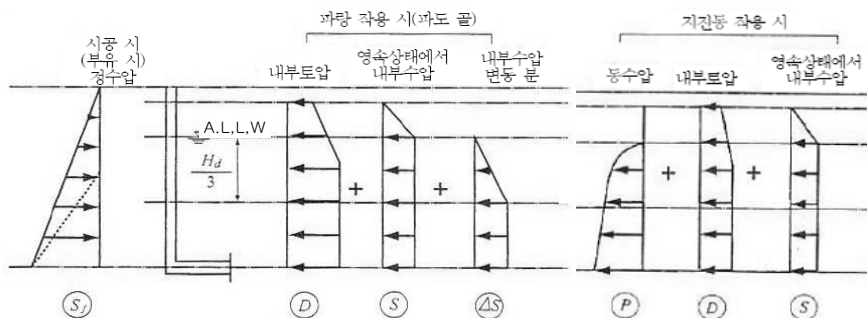 시공 시
(부유 시)
정수압
파랑 작용 시(파도 골)
내부토압
영속상태에서
내부수압
내부수압
변동 분
지진동 작용 시
동수압
내부토압
영속상태에서
내부수압
A.L,L,W
H_d
3
+
+
+
+
S_f
D
S
ΔS
P
D
S